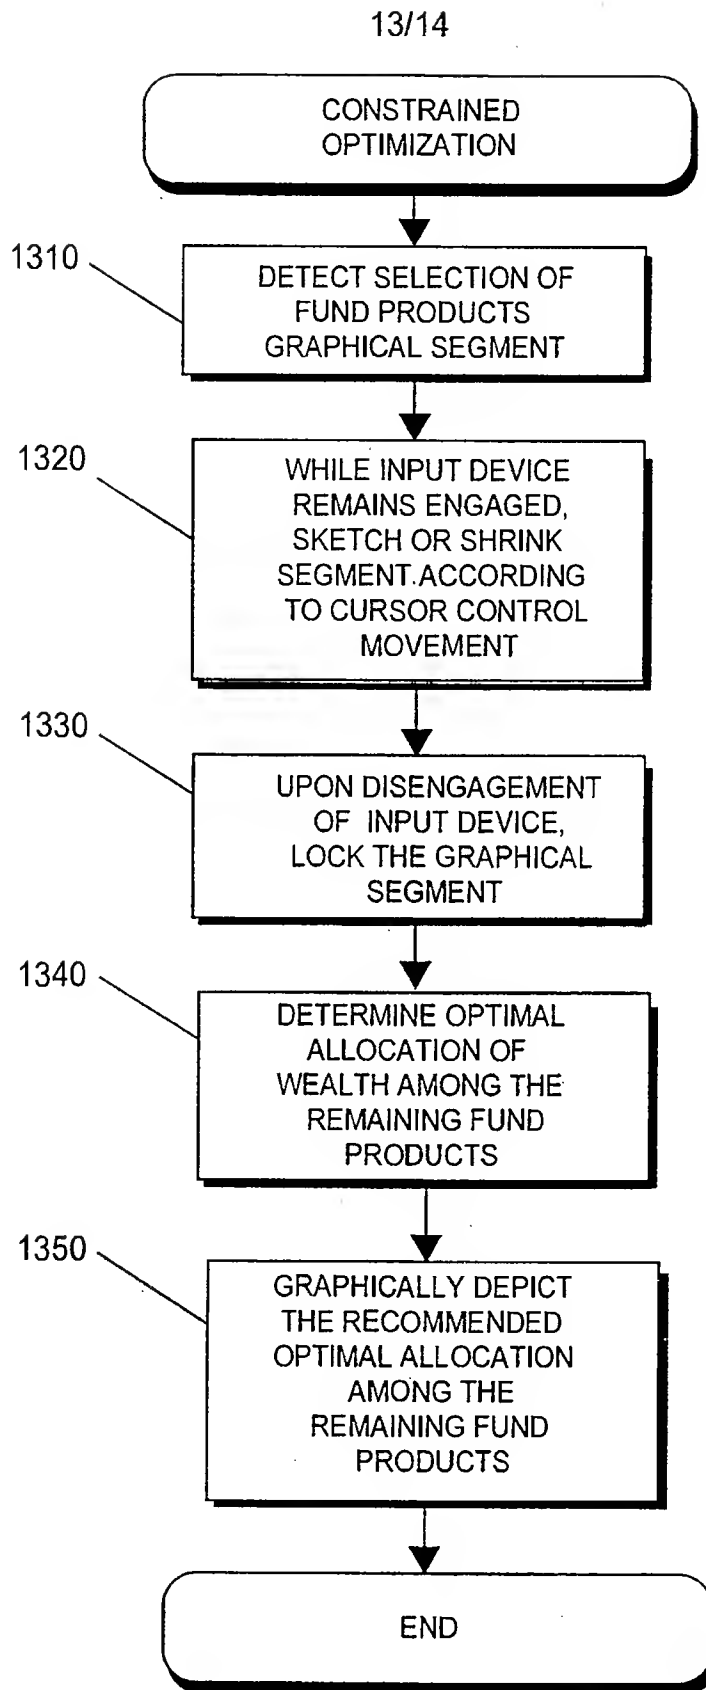 13/14
CONSTRAINED
OPTIMIZATION
1310
DETECT SELECTION OF
FUND PRODUCTS
GRAPHICAL SEGMENT
1320
WHILE INPUT DEVICE
REMAINS ENGAGED,
SKETCH OR SHRINK
SEGMENT.ACCORDING
TO CURSOR CONTROL
MOVEMENT
1330
UPON DISENGAGEMENT
OF INPUT DEVICE,
LOCK THE GRAPHICAL
SEGMENT
1340
DETERMINE OPTIMAL
ALLOCATION OF
WEALTH AMONG THE
REMAINING FUND
PRODUCTS
1350
GRAPHICALLY DEPICT
THE RECOMMENDED
OPTIMAL ALLOCATION
AMONG THE
REMAINING FUND
PRODUCTS
END